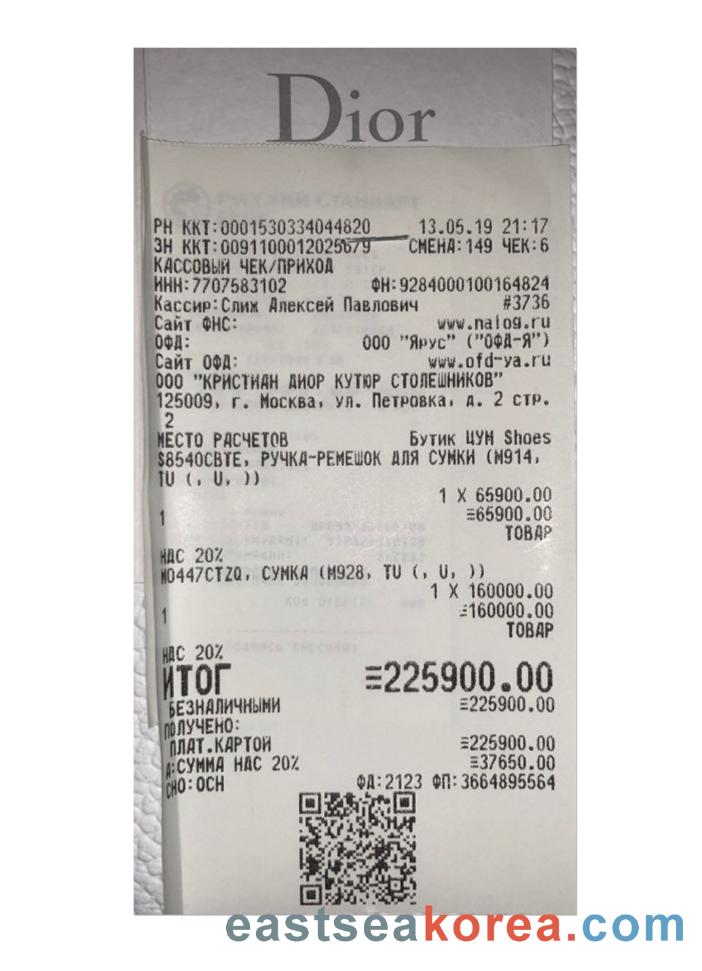 Dior
РУССКИЙ СТАНДАРТ
РН ККТ:0001530334044820 13.05.19 21:17
ЗН ККТ:0091100012025679 СМЕНА:149 ЧЕК:6
КАССОВЫЙ ЧЕК/ПРИХОД
ИНН:7707583102 ФН:9284000100164824
Кассир:Слих Алексей Павлович #3736
Сайт ФНС: www.nalog.ru
ОФД: ООО "Ярус" ("ОФД-Я")
Сайт ОФД: www.ofd-ya.ru
ООО "КРИСТИАН ДИОР КУТЮР СТОЛЕШНИКОВ"
125009, г. Москва, ул. Петровка, д. 2 стр.
2
МЕСТО РАСЧЕТОВ Бутик ЦУМ Shoes
S8540CBTE, РУЧКА-РЕМЕШОК ДЛЯ СУМКИ (M914,
TU (, U, ))
1 X 65900.00
1 ≡65900.00
ТОВАР
НДС 20%
M0447CTZQ, СУМКА (M928, TU (, U, ))
1 X 160000.00
1 ≡160000.00
ТОВАР
НДС 20%
ИТОГ ≡225900.00
БЕЗНАЛИЧНЫМИ ≡225900.00
ПОЛУЧЕНО:
ПЛАТ.КАРТОЙ ≡225900.00
А:СУММА НДС 20% ≡37650.00
СНО:ОСН ФД:2123 ФП:3664895564
eastseakorea.com